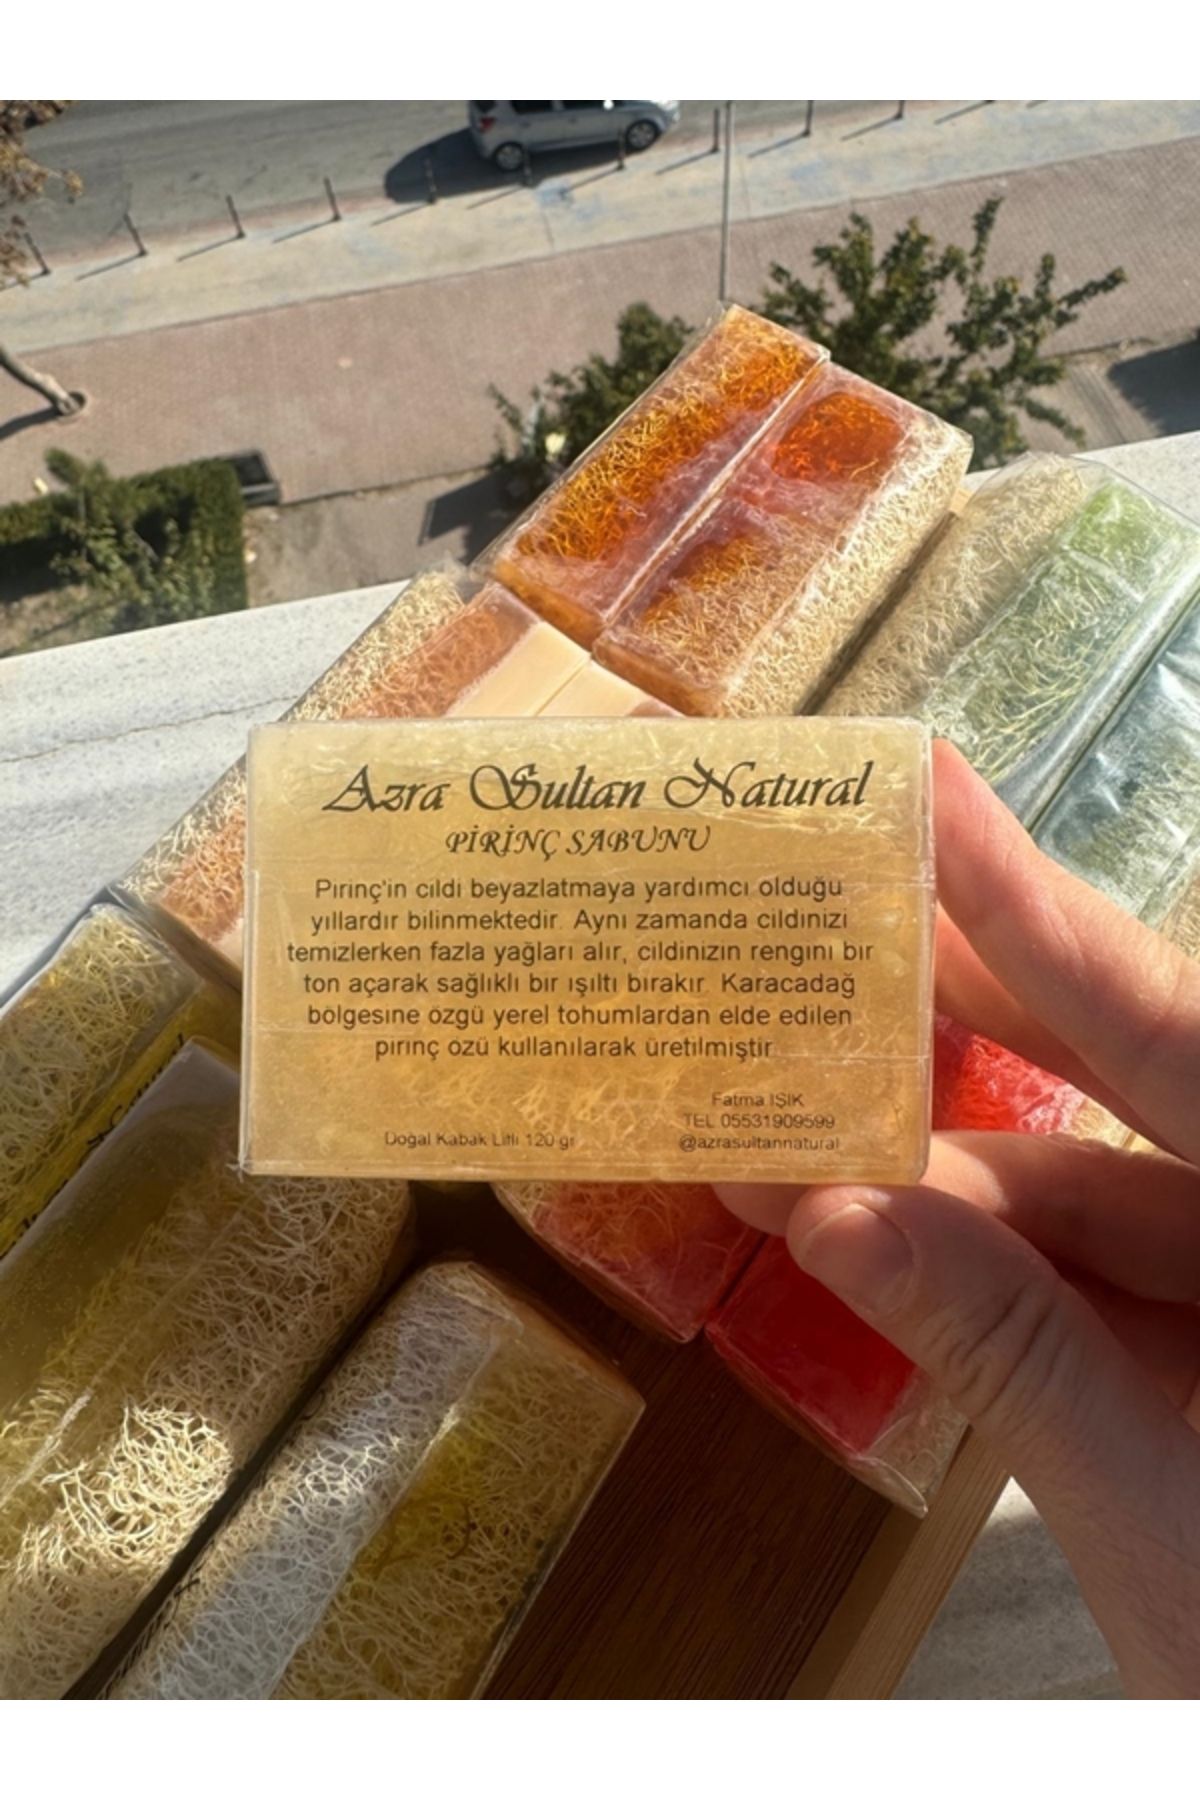 Azra Sultan Natural
PİRİNÇ SABUNU
Pirinç'in cildi beyazlatmaya yardımcı olduğu
yıllardır bilinmektedir. Aynı zamanda cildinizi
temizlerken fazla yağları alır, cildinizin rengini bir
ton açarak sağlıklı bir ışıltı bırakır. Karacadağ
bölgesine özgü yerel tohumlardan elde edilen
pirinç özü kullanılarak üretilmiştir.
Fatma IŞIK
TEL 05531909599
Doğal Kabak Lifli 120 gr
@azrasultannatural